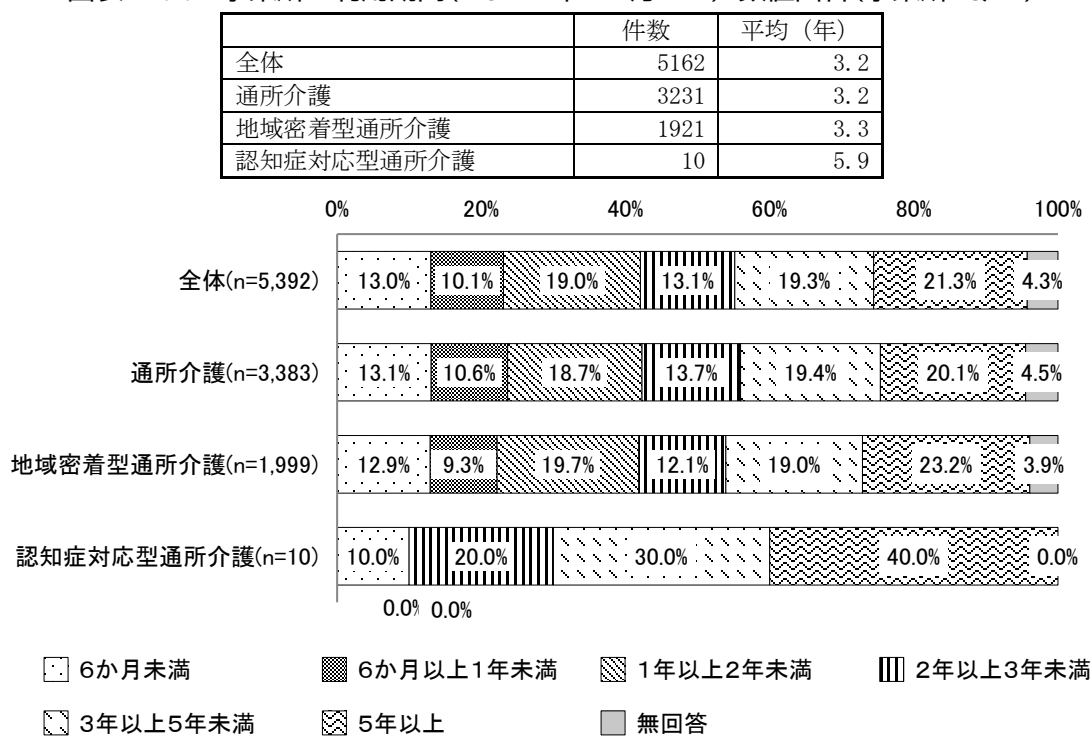 件数 平均（年）
全体 5162 3.2
通所介護 3231 3.2
地域密着型通所介護 1921 3.3
認知症対応型通所介護 10 5.9
0% 20% 40% 60% 80% 100%
全体(n=5,392) 13.0% 10.1% 19.0% 13.1% 19.3% 21.3% 4.3%
通所介護(n=3,383) 13.1% 10.6% 18.7% 13.7% 19.4% 20.1% 4.5%
地域密着型通所介護(n=1,999) 12.9% 9.3% 19.7% 12.1% 19.0% 23.2% 3.9%
認知症対応型通所介護(n=10) 10.0% 20.0% 30.0% 40.0% 0.0%
0.0% 0.0%
6か月未満 6か月以上1年未満 1年以上2年未満 2年以上3年未満
3年以上5年未満 5年以上 無回答